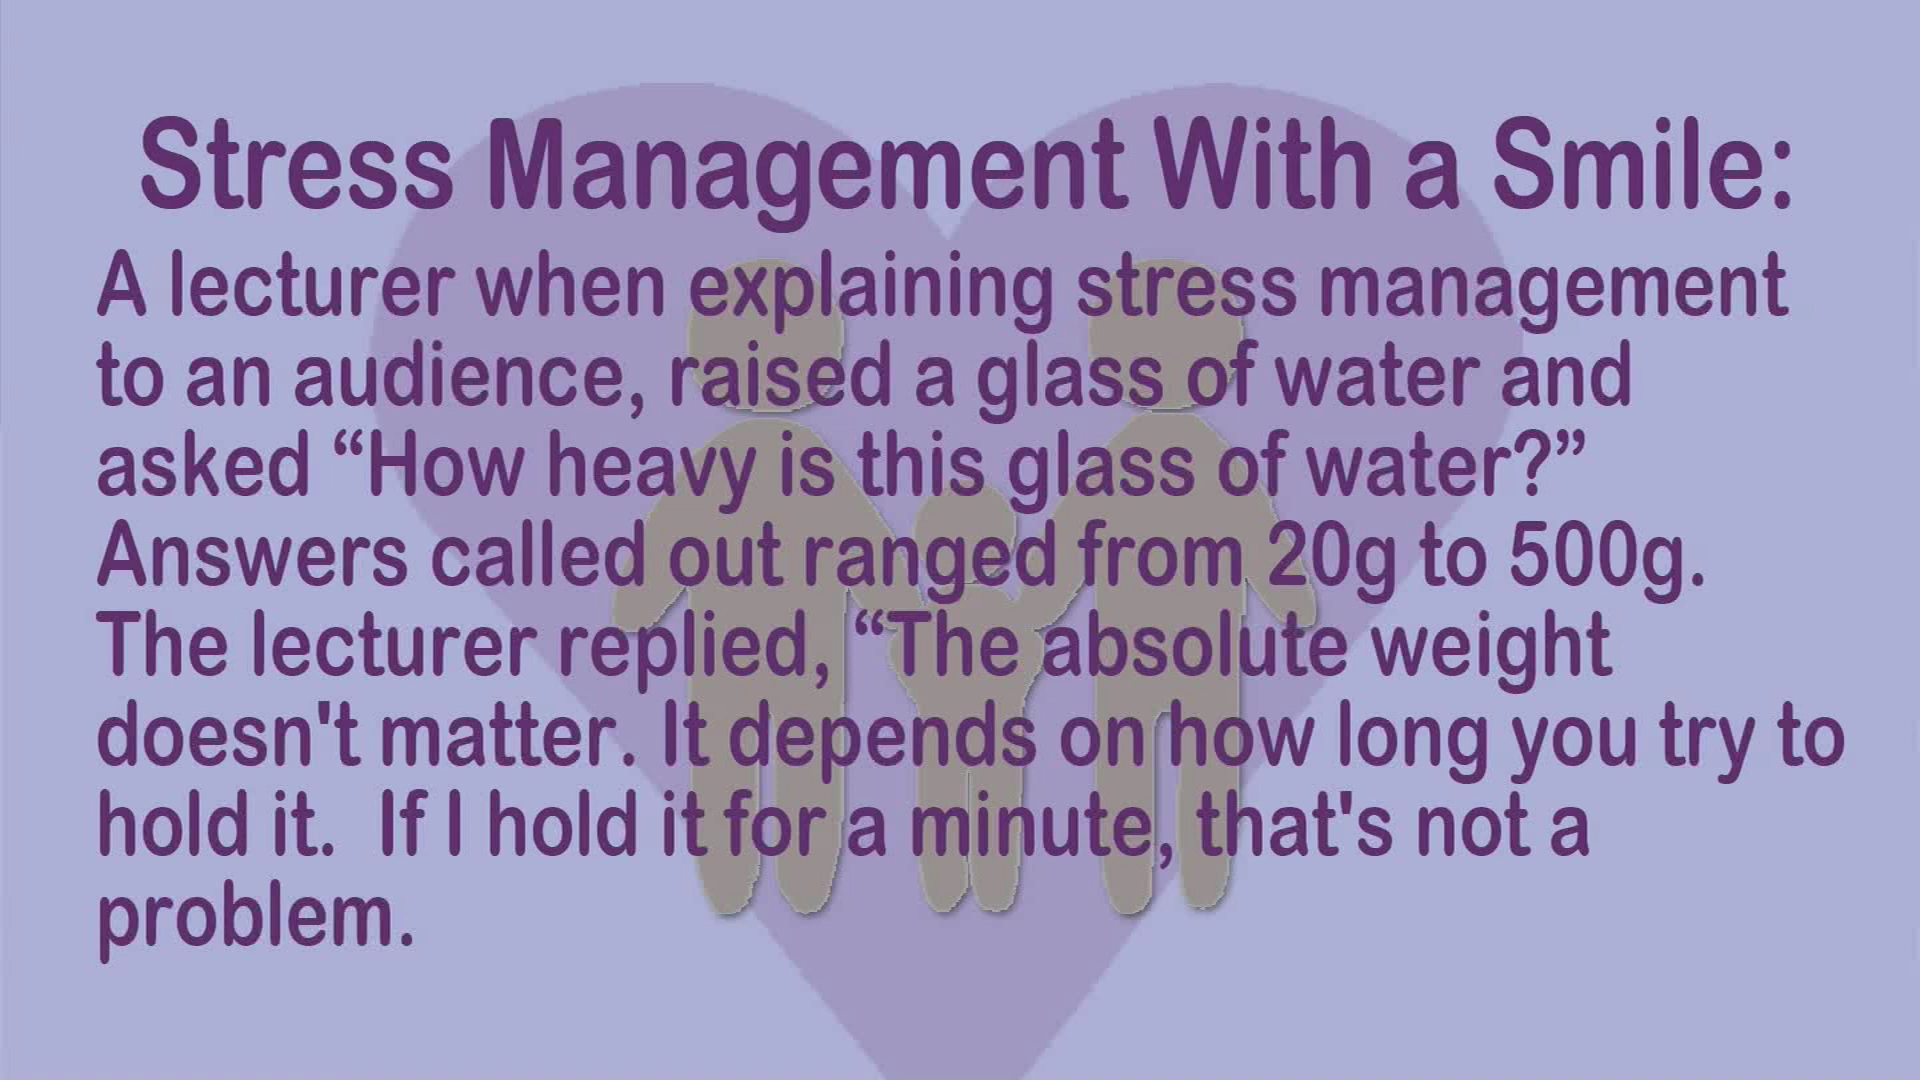 Stress Management With a Smile:
A lecturer when explaining stress management
to an audience, raised a glass of water and
asked “How heavy is this glass of water?”
Answers called out ranged from 20g to 500g.
The lecturer replied, “The absolute weight
doesn't matter. It depends on how long you try to
hold it.  If I hold it for a minute, that's not a
problem.